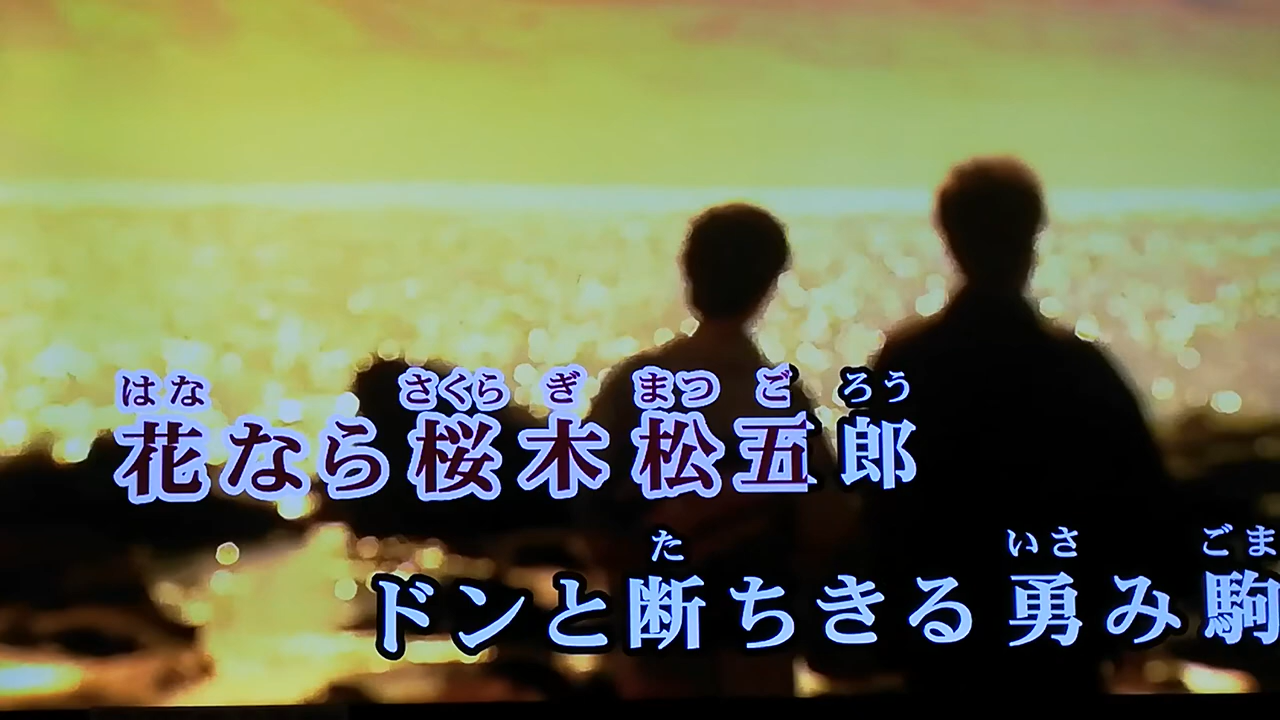 はな さくら ぎ まつ ご ろう
花なら桜木 松五郎
た いさ ごま
ドンと断ちきる 勇み駒